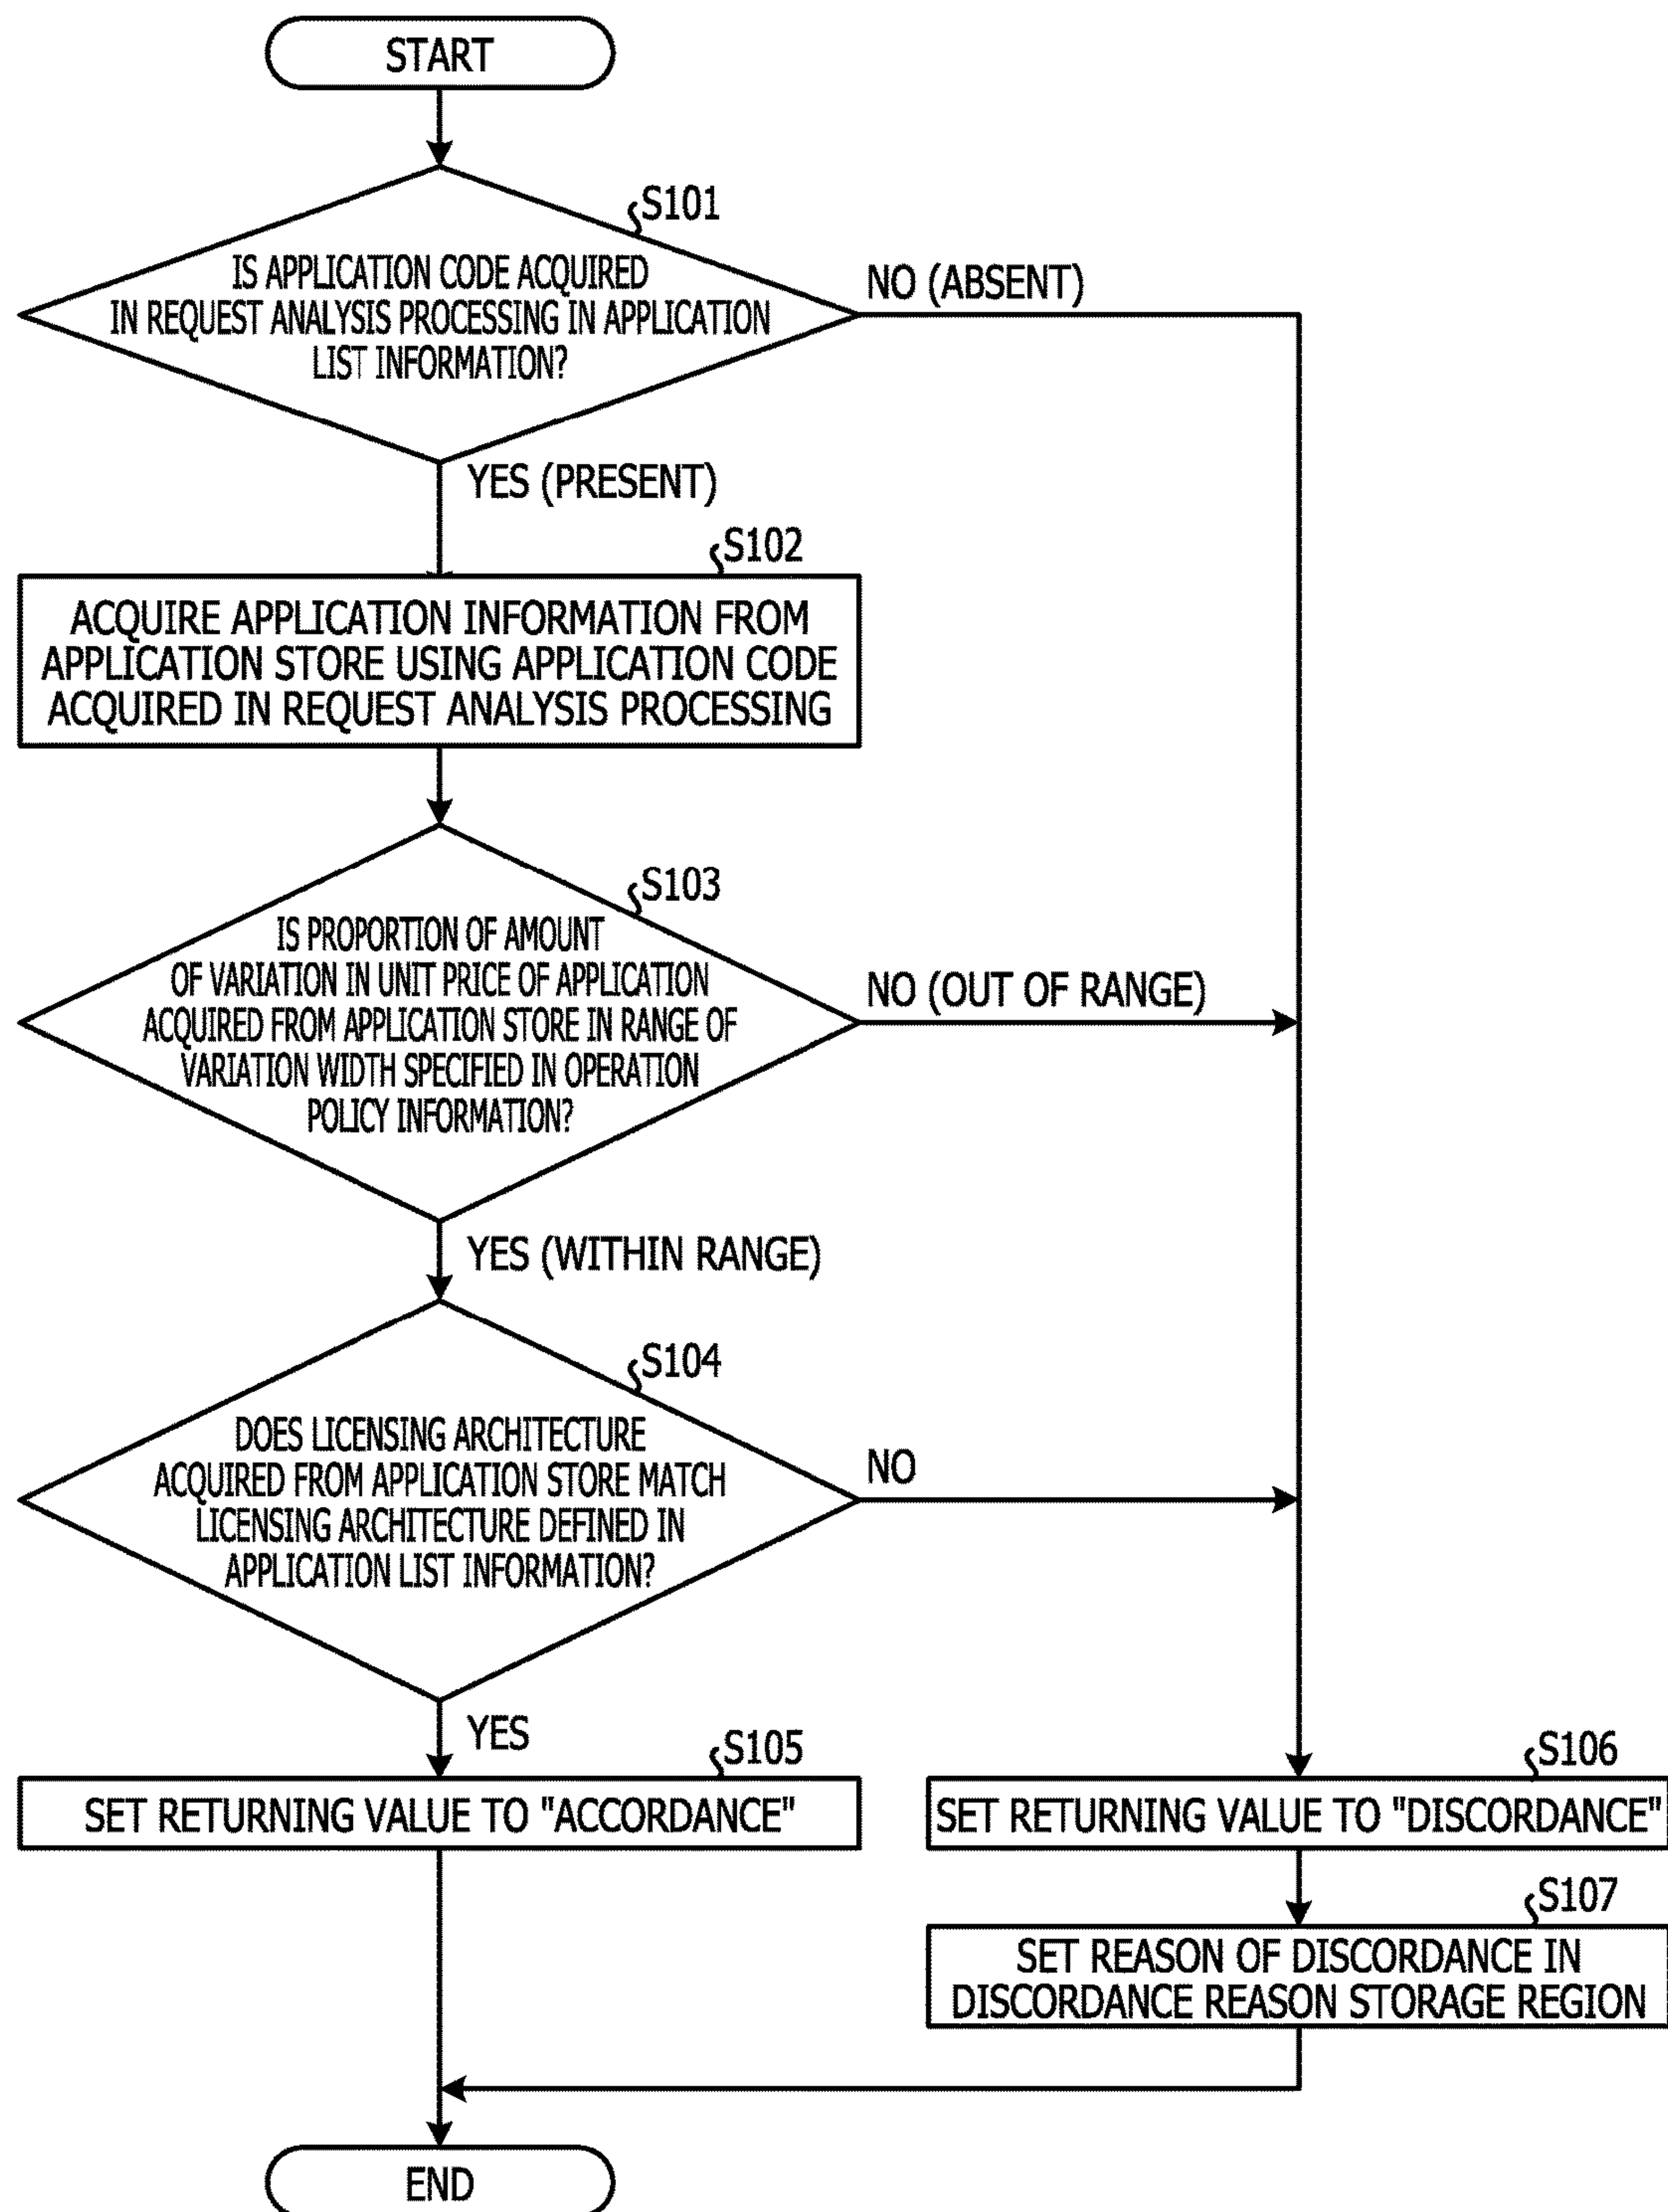 START
S101
IS APPLICATION CODE ACQUIRED
IN REQUEST ANALYSIS PROCESSING IN APPLICATION
LIST INFORMATION?
NO (ABSENT)
YES (PRESENT)
S102
ACQUIRE APPLICATION INFORMATION FROM
APPLICATION STORE USING APPLICATION CODE
ACQUIRED IN REQUEST ANALYSIS PROCESSING
S103
IS PROPORTION OF AMOUNT
OF VARIATION IN UNIT PRICE OF APPLICATION
ACQUIRED FROM APPLICATION STORE IN RANGE OF
VARIATION WIDTH SPECIFIED IN OPERATION
POLICY INFORMATION?
NO (OUT OF RANGE)
YES (WITHIN RANGE)
S104
DOES LICENSING ARCHITECTURE
ACQUIRED FROM APPLICATION STORE MATCH
LICENSING ARCHITECTURE DEFINED IN
APPLICATION LIST INFORMATION?
NO
YES
S105
SET RETURNING VALUE TO "ACCORDANCE"
S106
SET RETURNING VALUE TO "DISCORDANCE"
S107
SET REASON OF DISCORDANCE IN
DISCORDANCE REASON STORAGE REGION
END